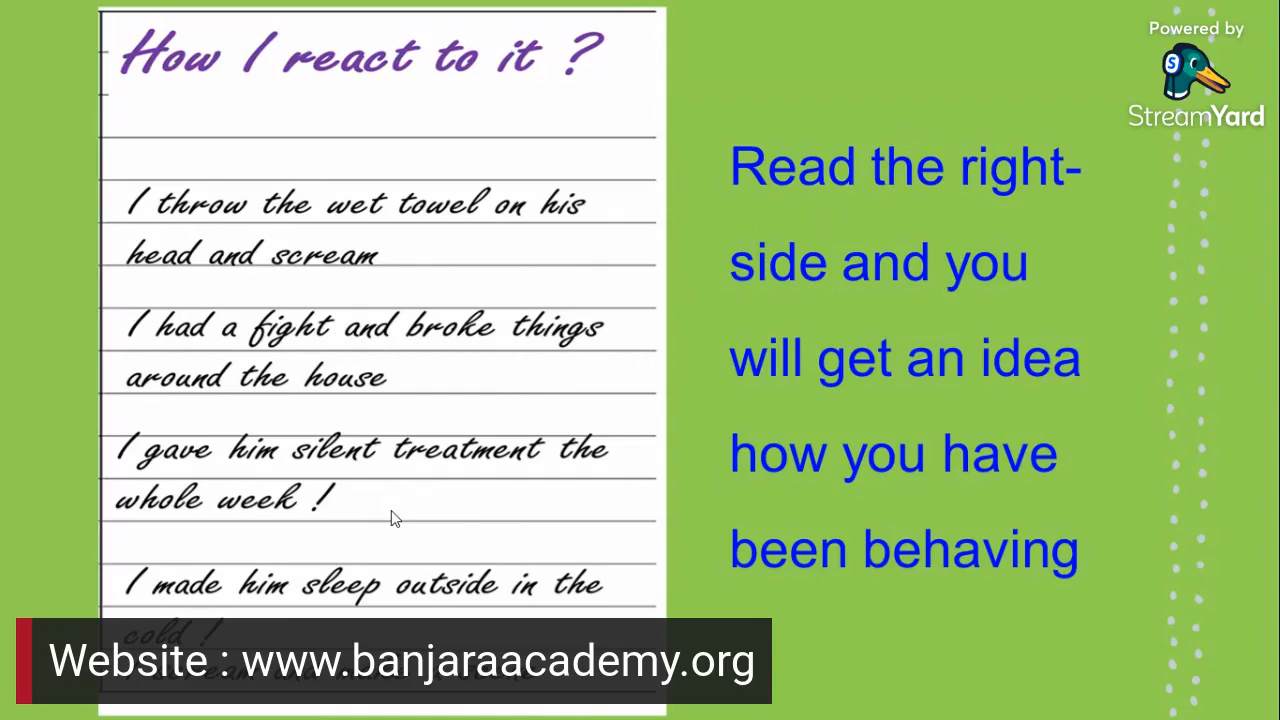 How I react to it ?
I throw the wet towel on his
head and scream
I had a fight and broke things
around the house
I gave him silent treatment the
whole week !
I made him sleep outside in the
cold !
Read the right-
side and you
will get an idea
how you have
been behaving
Powered by
StreamYard
Website : www.banjaraacademy.org